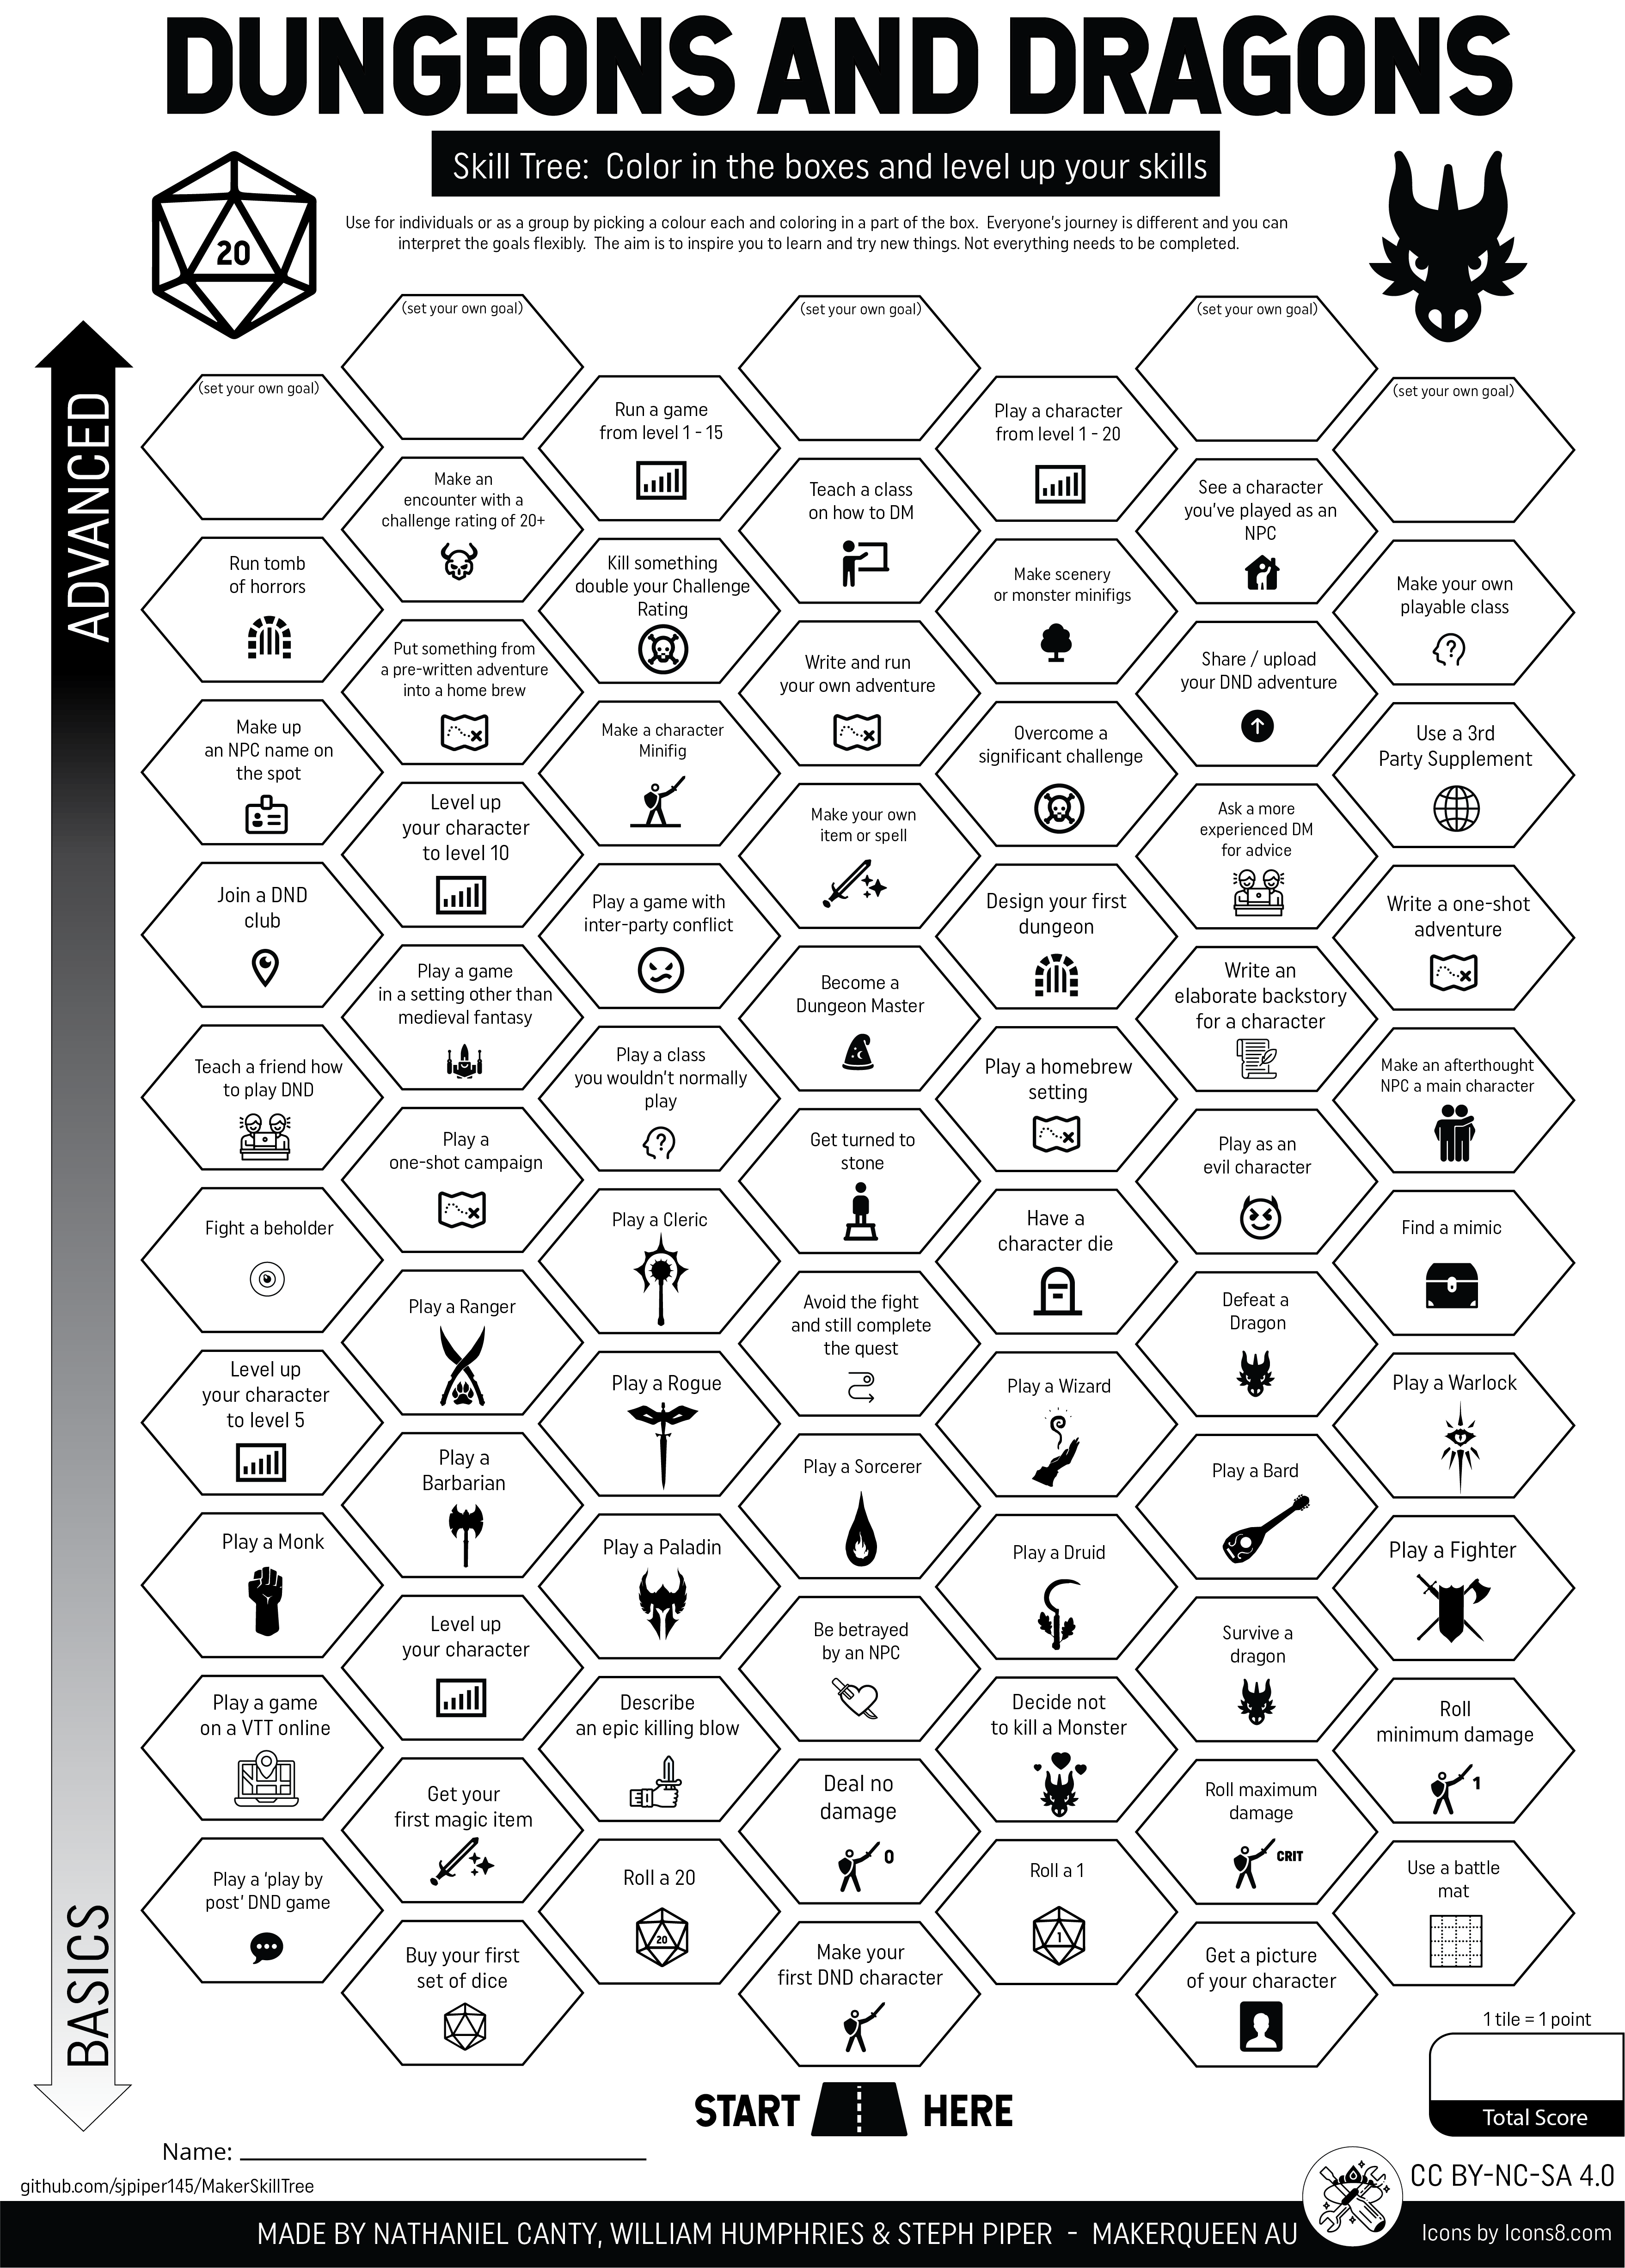 DUNGEONS AND DRAGONS
Skill Tree: Color in the boxes and level up your skills
Use for individuals or as a group by picking a colour each and coloring in a part of the box. Everyone's journey is different and you can
interpret the goals flexibly. The aim is to inspire you to learn and try new things. Not everything needs to be completed.
20
ADVANCED
BASICS
(set your own goal)
(set your own goal)
(set your own goal)
(set your own goal)
(set your own goal)
Run a game
from level 1 - 15
Play a character
from level 1 - 20
Make an
encounter with a
challenge rating of 20+
Teach a class
on how to DM
See a character
you've played as an
NPC
Run tomb
of horrors
Kill something
double your Challenge
Rating
Make scenery
or monster minifigs
Make your own
playable class
Put something from
a pre-written adventure
into a home brew
Write and run
your own adventure
Share / upload
your DND adventure
Make up
an NPC name on
the spot
Make a character
Minifig
Overcome a
significant challenge
Use a 3rd
Party Supplement
Level up
your character
to level 10
Make your own
item or spell
Ask a more
experienced DM
for advice
Join a DND
club
Play a game with
inter-party conflict
Design your first
dungeon
Write a one-shot
adventure
Play a game
in a setting other than
medieval fantasy
Become a
Dungeon Master
Write an
elaborate backstory
for a character
Teach a friend how
to play DND
Play a class
you wouldn't normally
play
Play a homebrew
setting
Make an afterthought
NPC a main character
Play a
one-shot campaign
Get turned to
stone
Play as an
evil character
Fight a beholder
Play a Cleric
Have a
character die
Find a mimic
Play a Ranger
Avoid the fight
and still complete
the quest
Defeat a
Dragon
Level up
your character
to level 5
Play a Rogue
Play a Wizard
Play a Warlock
Play a
Barbarian
Play a Sorcerer
Play a Bard
Play a Monk
Play a Paladin
Play a Druid
Play a Fighter
Level up
your character
Be betrayed
by an NPC
Survive a
dragon
Play a game
on a VTT online
Describe
an epic killing blow
Decide not
to kill a Monster
Roll
minimum damage
1
Get your
first magic item
Deal no
damage
0
Roll maximum
damage
CRIT
Play a 'play by
post' DND game
Roll a 20
20
Roll a 1
1
Use a battle
mat
Buy your first
set of dice
Make your
first DND character
Get a picture
of your character
START HERE
1 tile = 1 point
Total Score
Name:
github.com/sjpiper145/MakerSkillTree
CC BY-NC-SA 4.0
MADE BY NATHANIEL CANTY, WILLIAM HUMPHRIES & STEPH PIPER - MAKERQUEEN AU
Icons by Icons8.com